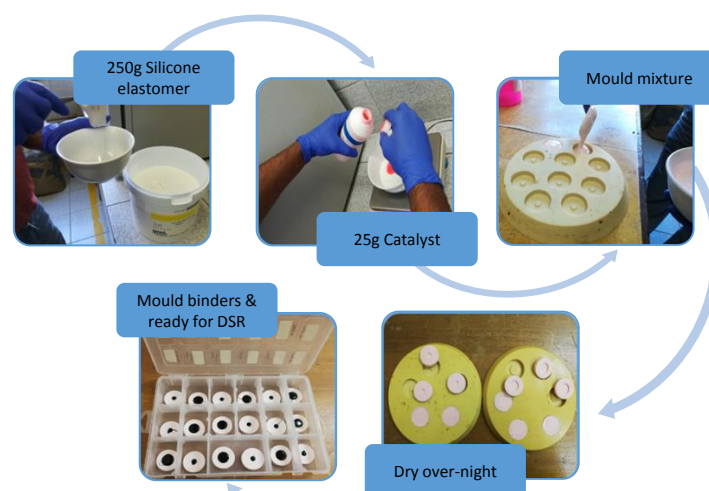 250g Silicone
elastomer
25g Catalyst
Mould mixture
Dry over-night
Mould binders &
ready for DSR